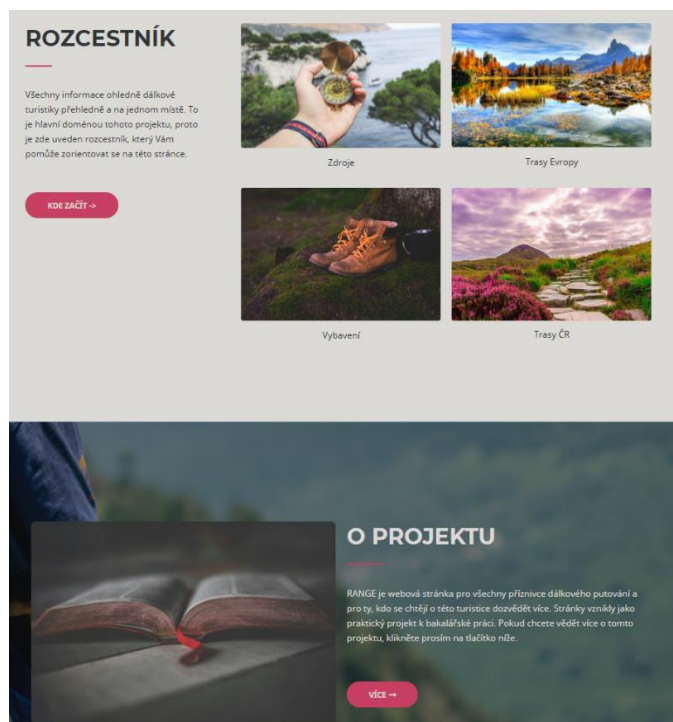 ROZCESTNÍK
Všechny informace ohledně dálkové
turistiky přehledně a na jednom místě. To
je hlavní doménou tohoto projektu, proto
je zde uveden rozcestník, který Vám
pomůže zorientovat se na této stránce.
KDE ZAČÍT ->
Zdroje
Trasy Evropy
Vybavení
Trasy ČR
O PROJEKTU
RANGE je webová stránka pro všechny příznivce dálkového putování a
pro ty, kdo se chtějí o této turistice dozvědět více. Stránky vznikly jako
praktický projekt k bakalářské práci. Pokud chcete vědět více o tomto
projektu, klikněte prosím na tlačítko níže.
VÍCE →